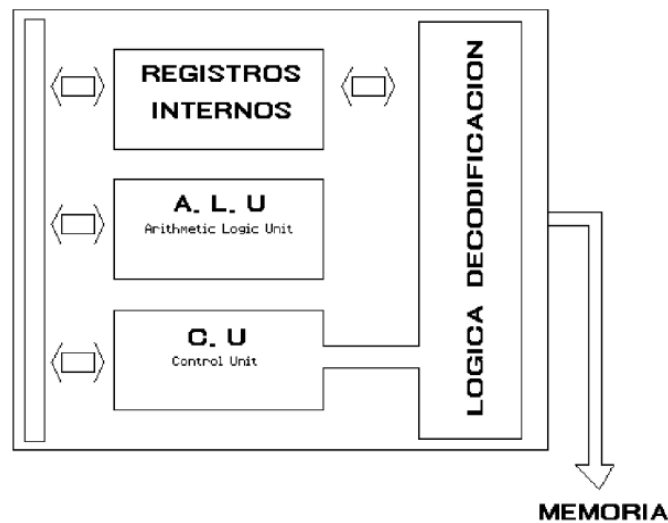 REGISTROS
INTERNOS
A. L. U
Arithmetic Logic Unit
C. U
Control Unit
LOGICA DECODIFICACION
MEMORIA